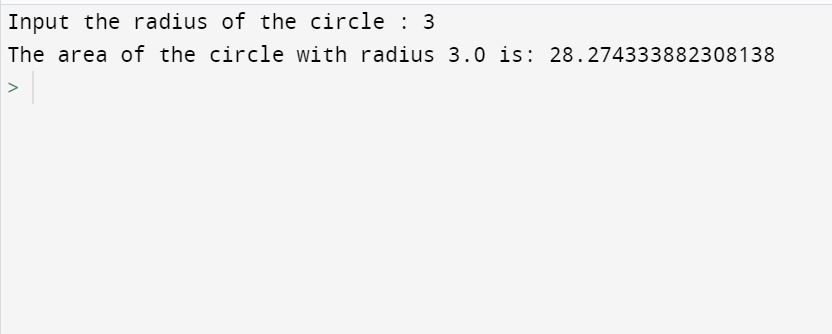 Input the radius of the circle : 3
The area of the circle with radius 3.0 is: 28.274333882308138
>